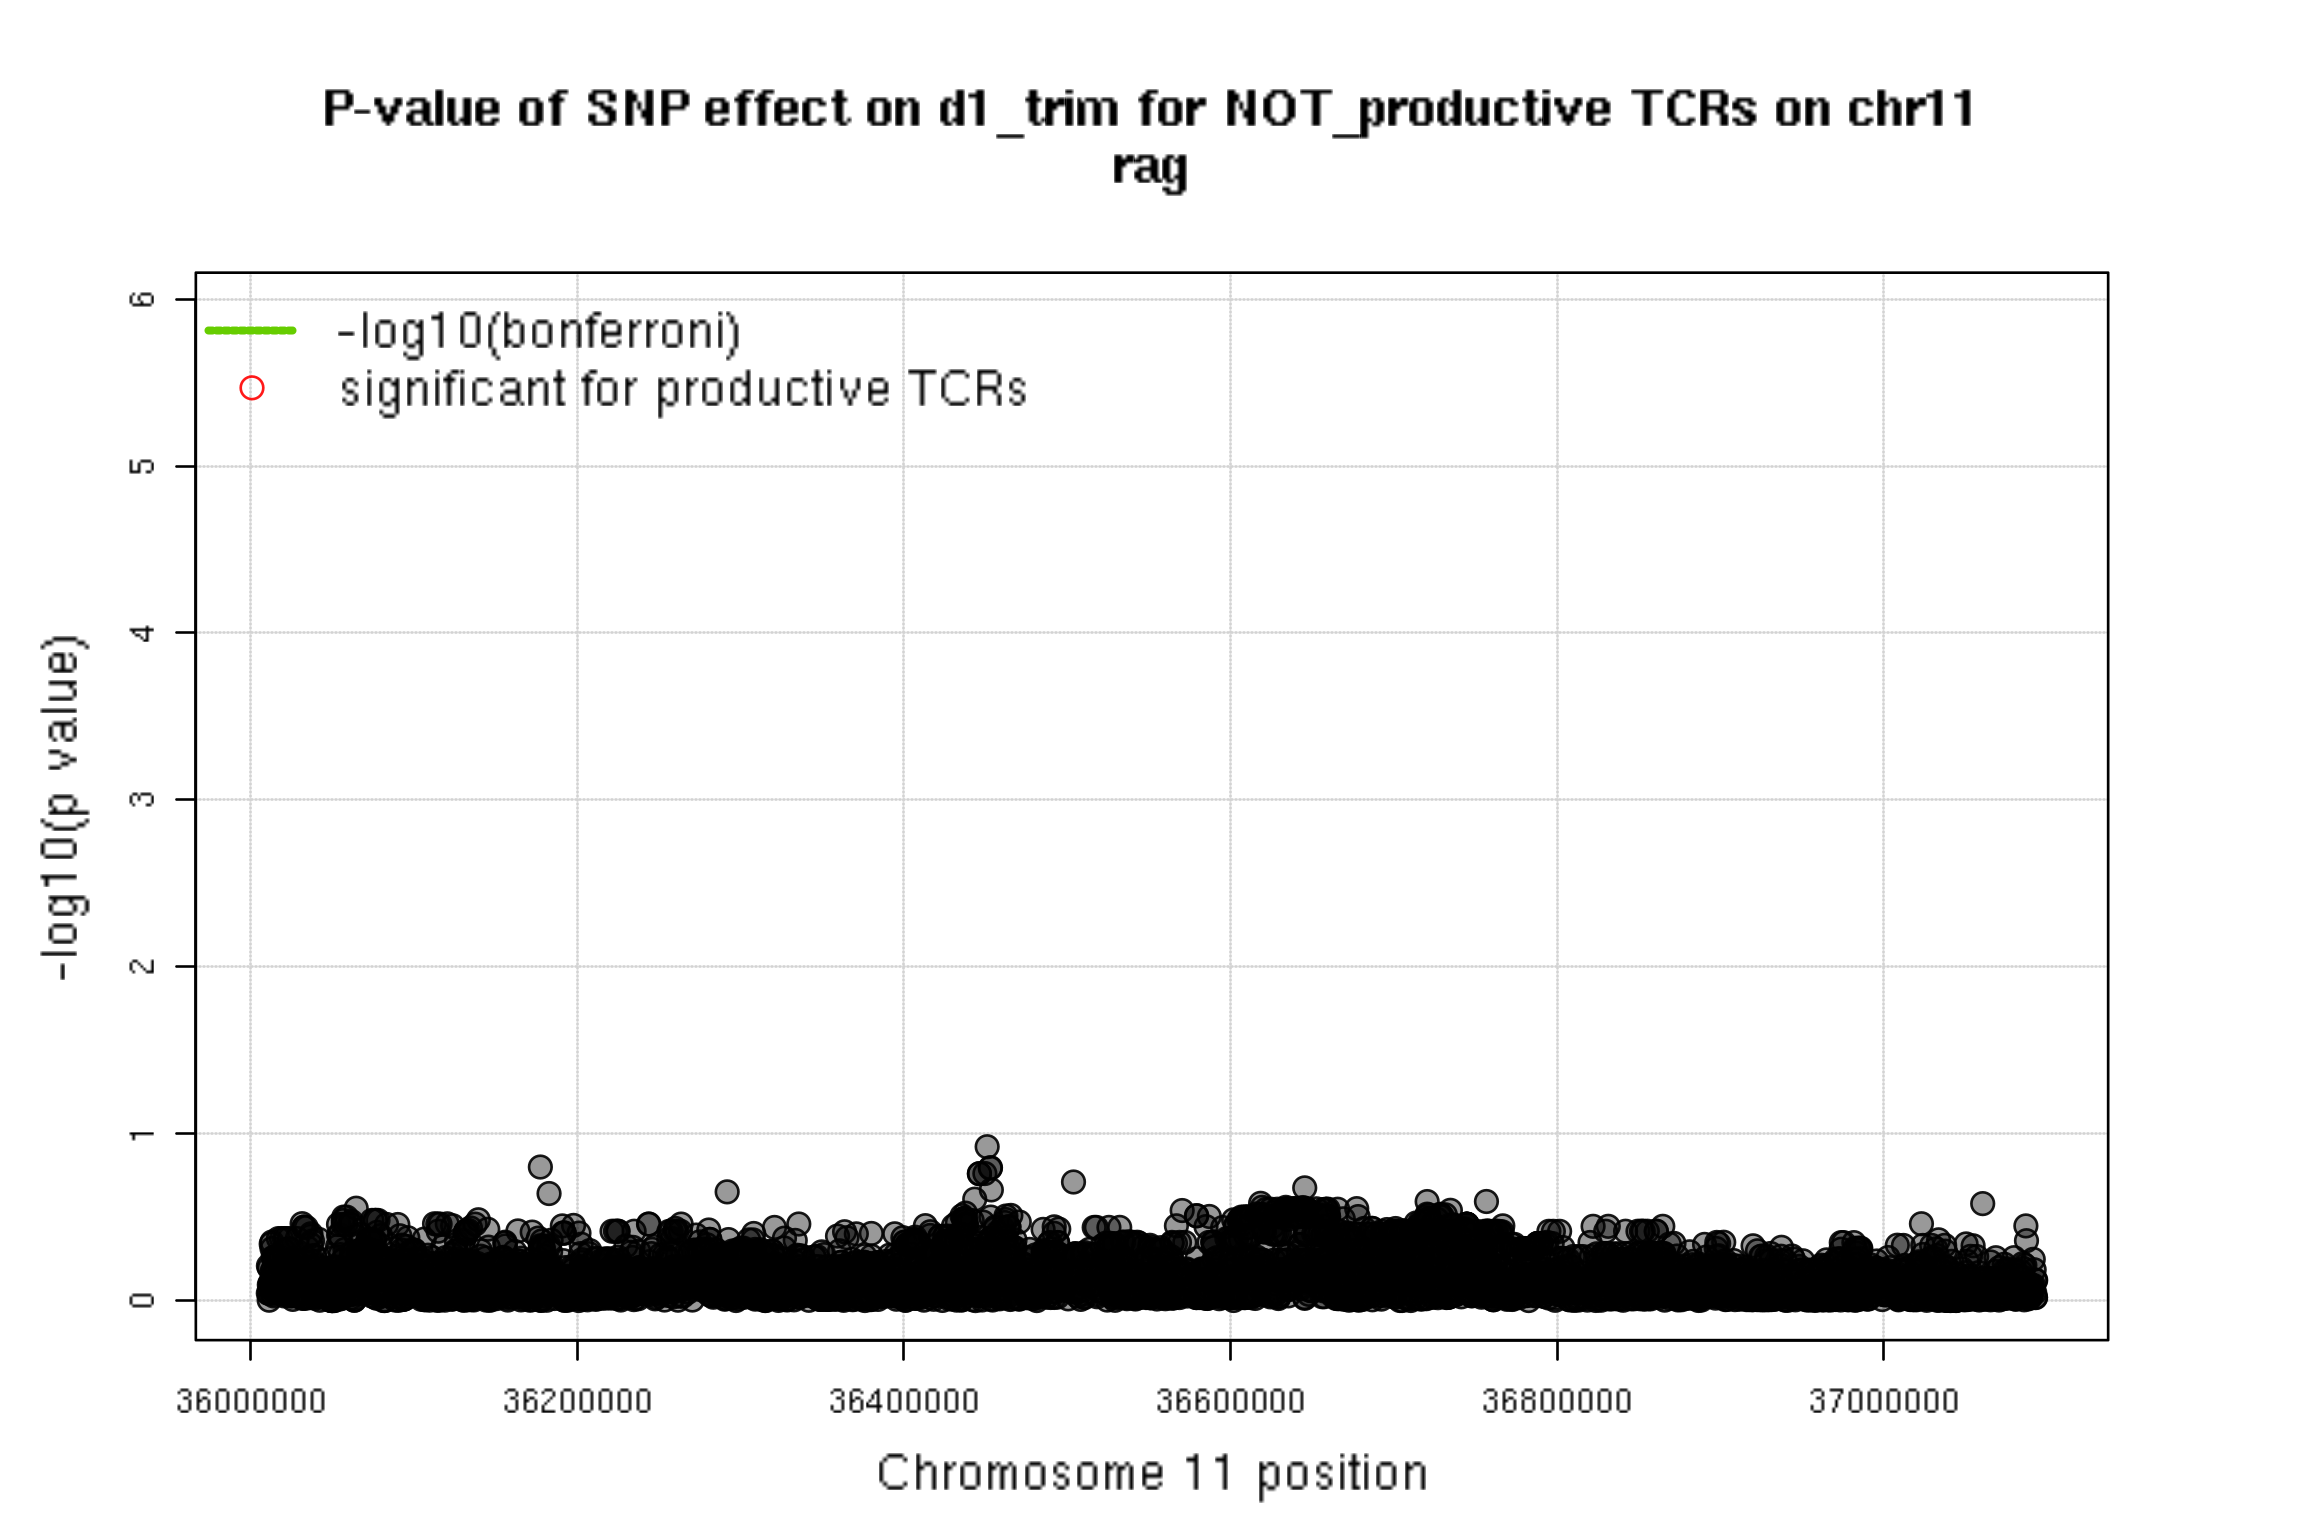 P-value of SNP effect on d1_trim for NOT_productive TCRs on chr11
rag
-log10(bonferroni)
significant for productive TCRs
-log10(p value)
6
5
4
3
2
1
0
36000000 36200000 36400000 36600000 36800000 37000000
Chromosome 11 position